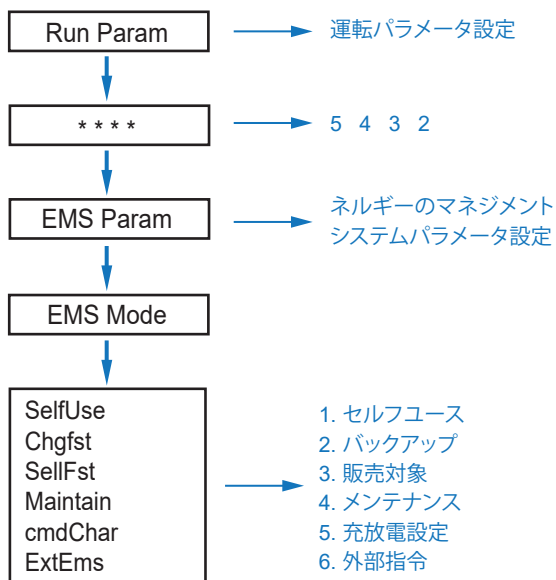 Run Param
運転パラメータ設定
****
5 4 3 2
EMS Param
ネルギーのマネジメント
システムパラメータ設定
EMS Mode
SelfUse
Chgfst
SellFst
Maintain
cmdChar
ExtEms
1. セルフユース
2. バックアップ
3. 販売対象
4. メンテナンス
5. 充放電設定
6. 外部指令